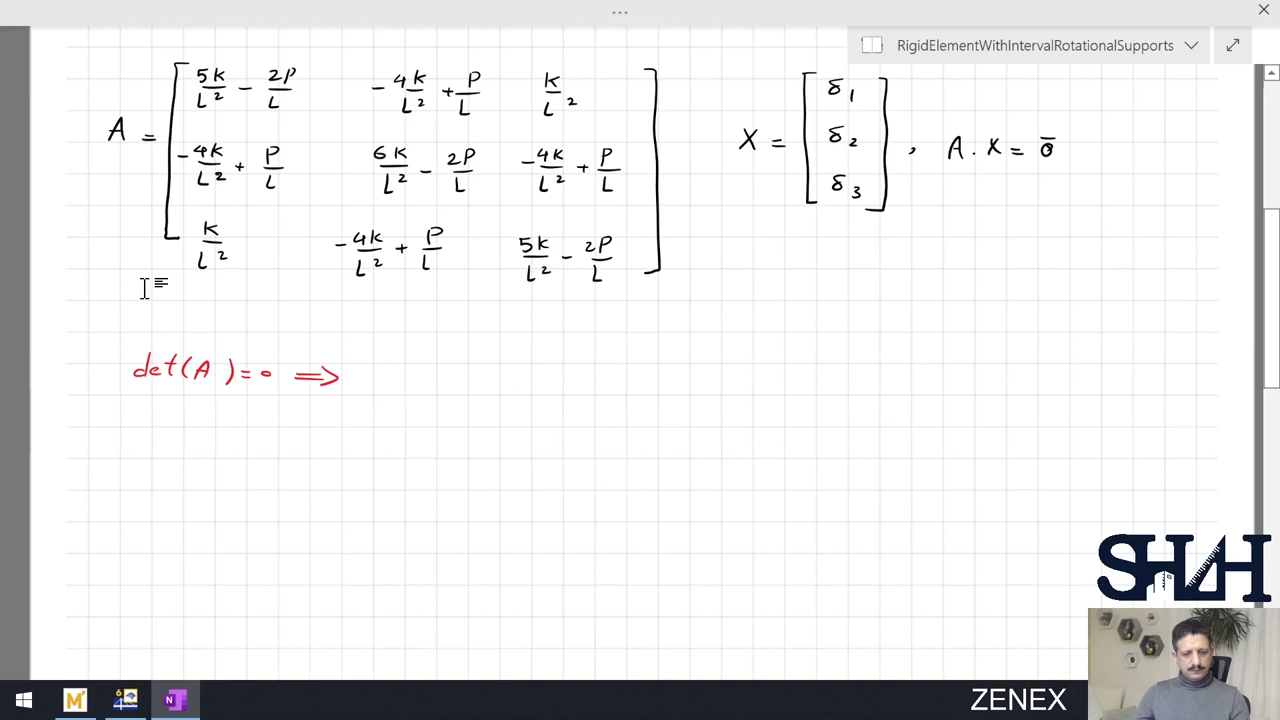 RigidElementWithIntervalRotationalSupports
A = [ 5K/L² - 2P/L   -4K/L² + P/L   K/L²
-4K/L² + P/L   6K/L² - 2P/L   -4K/L² + P/L
K/L²   -4K/L² + P/L   5K/L² - 2P/L ]
X = [ δ1
δ2
δ3 ] , A . X = 0̄
det(A) = 0 ⟹
SHLH
ZENEX